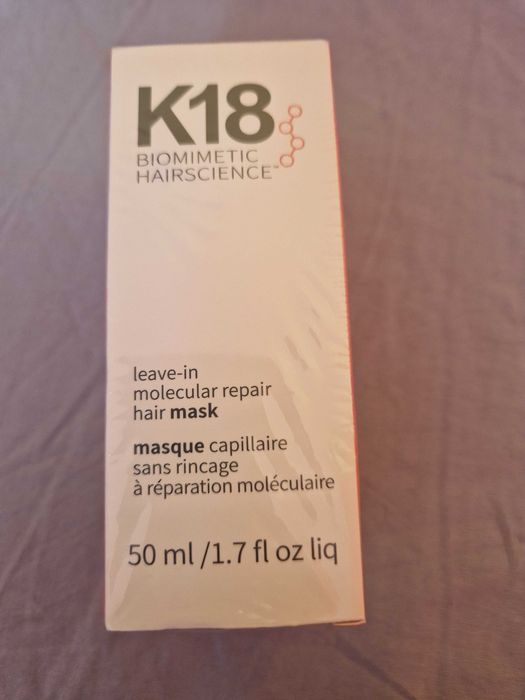 K18
BIOMIMETIC
HAIRSCIENCE™
leave-in
molecular repair
hair mask
masque capillaire
sans rincage
à réparation moléculaire
50 ml /1.7 fl oz liq